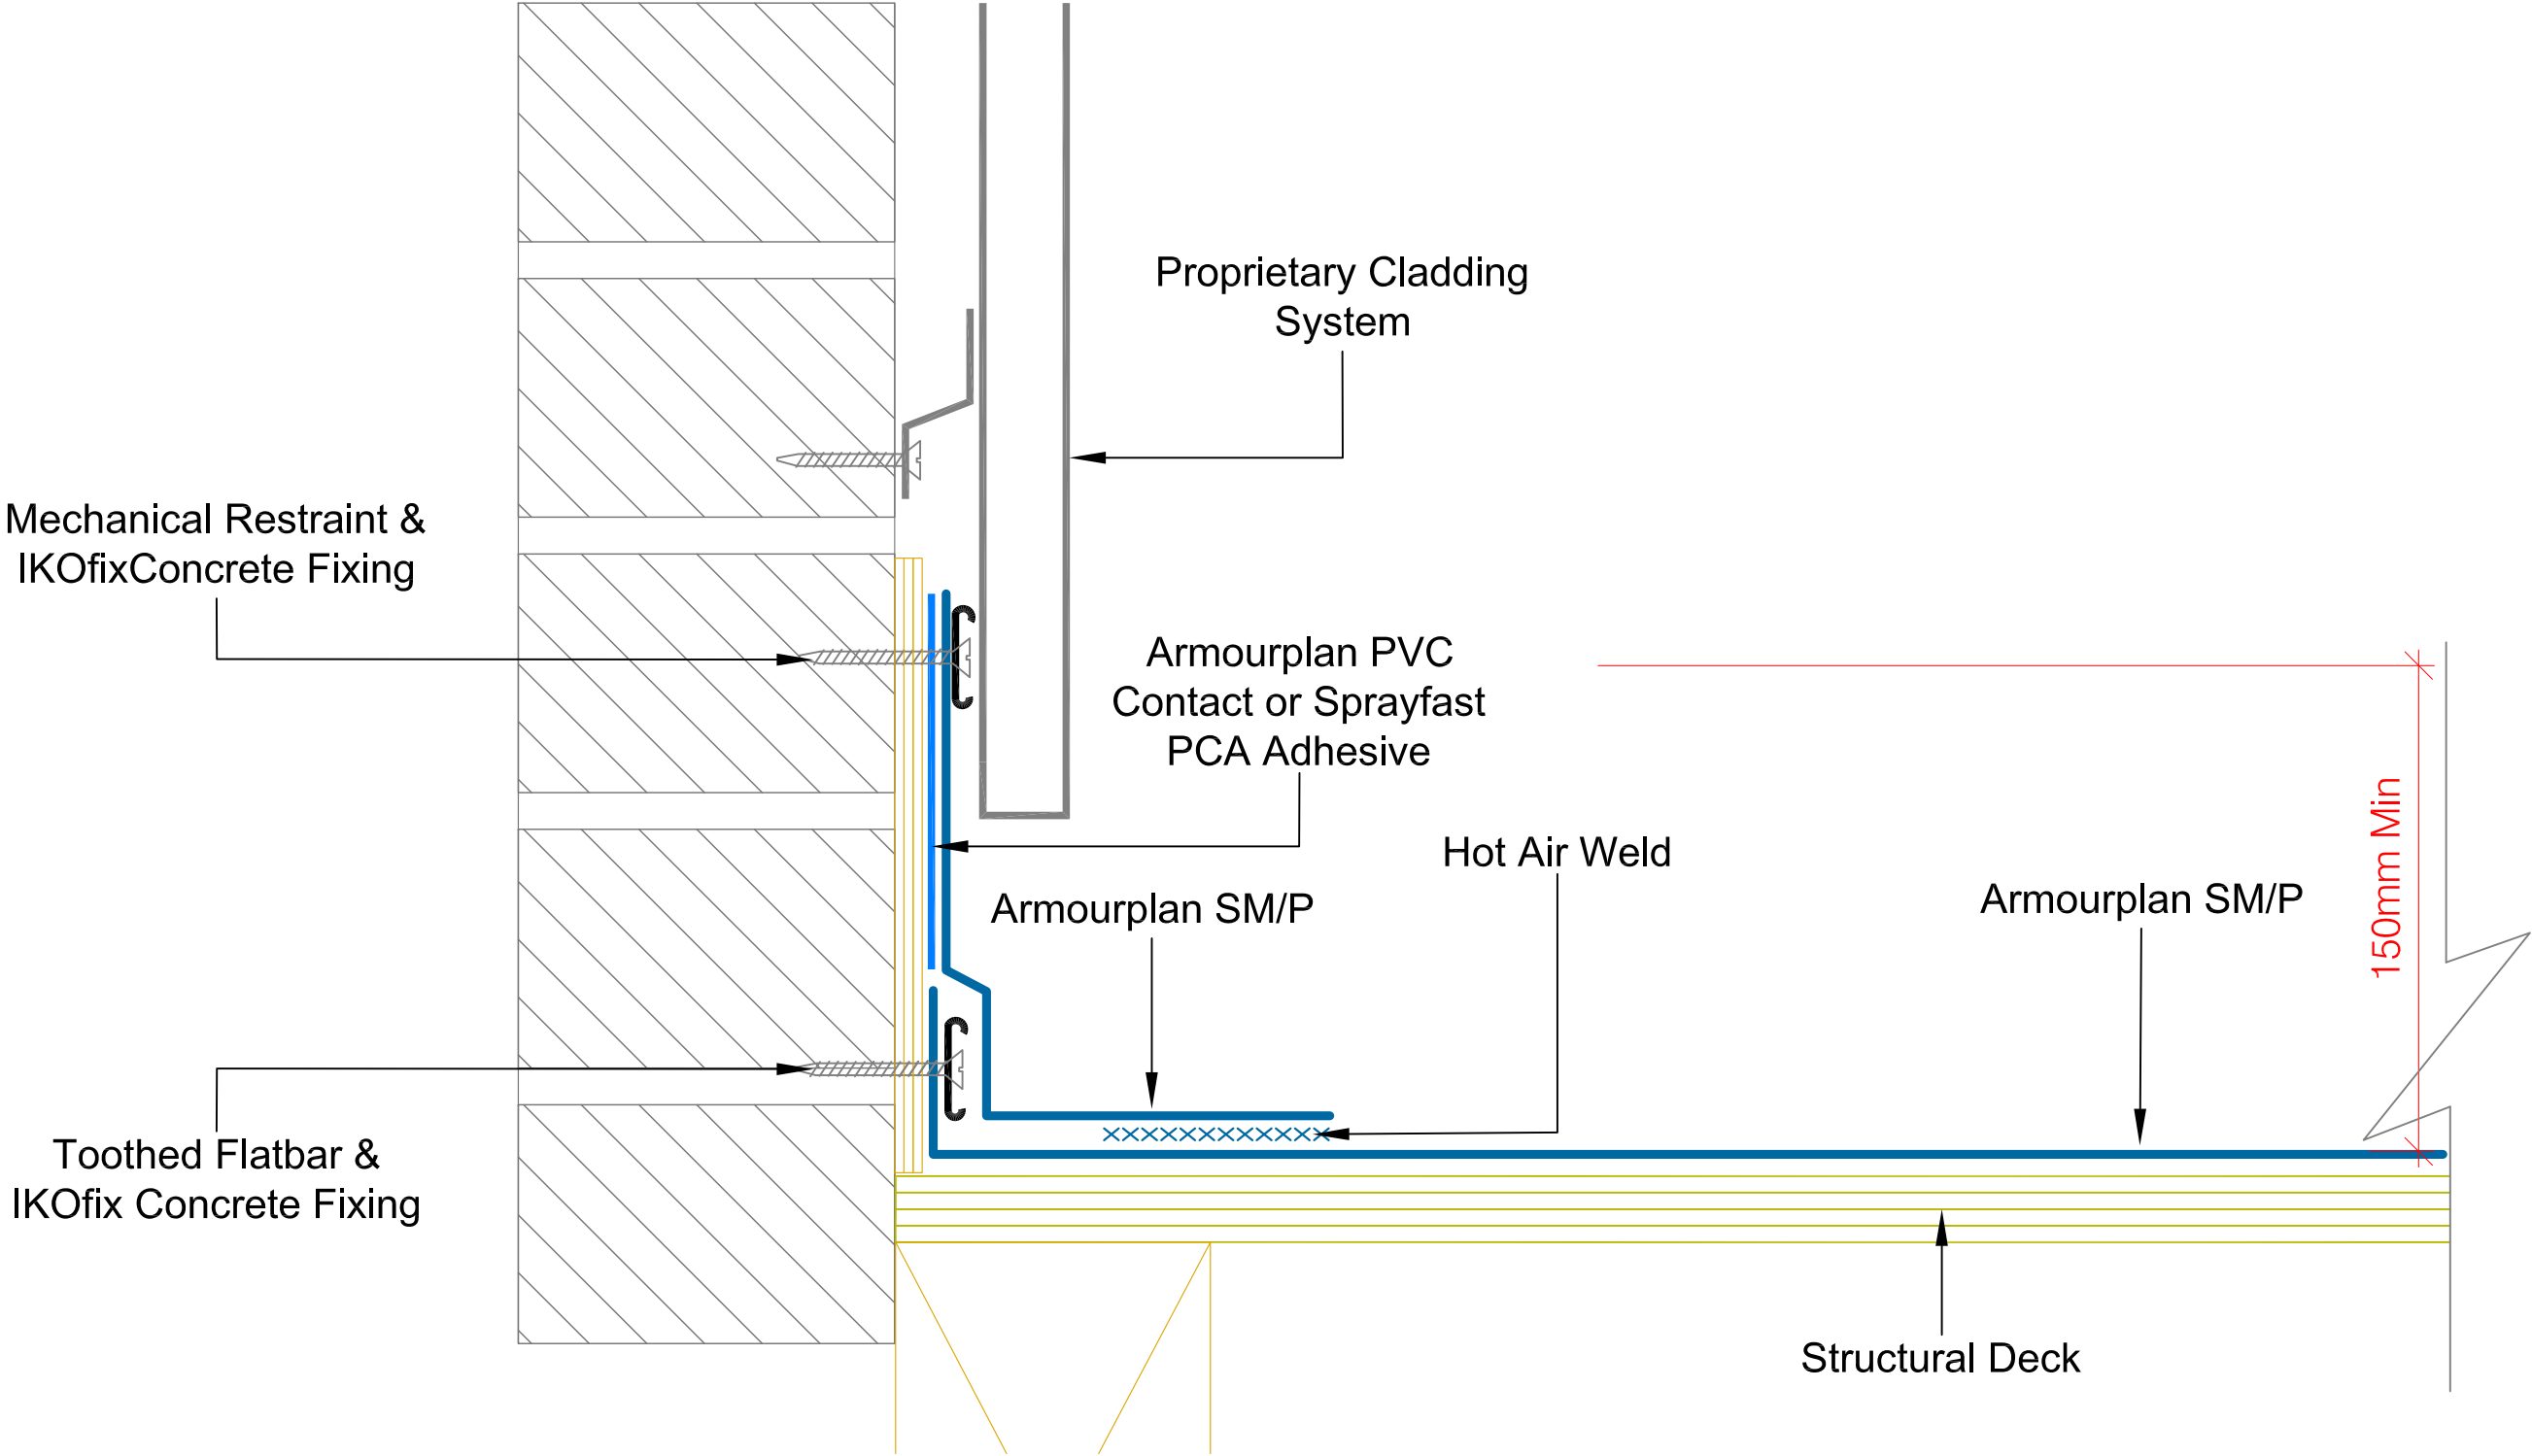 Proprietary Cladding
System
Mechanical Restraint &
IKOfixConcrete Fixing
Armourplan PVC
Contact or Sprayfast
PCA Adhesive
Hot Air Weld
Armourplan SM/P
Armourplan SM/P
150mm Min
Toothed Flatbar &
IKOfix Concrete Fixing
Structural Deck